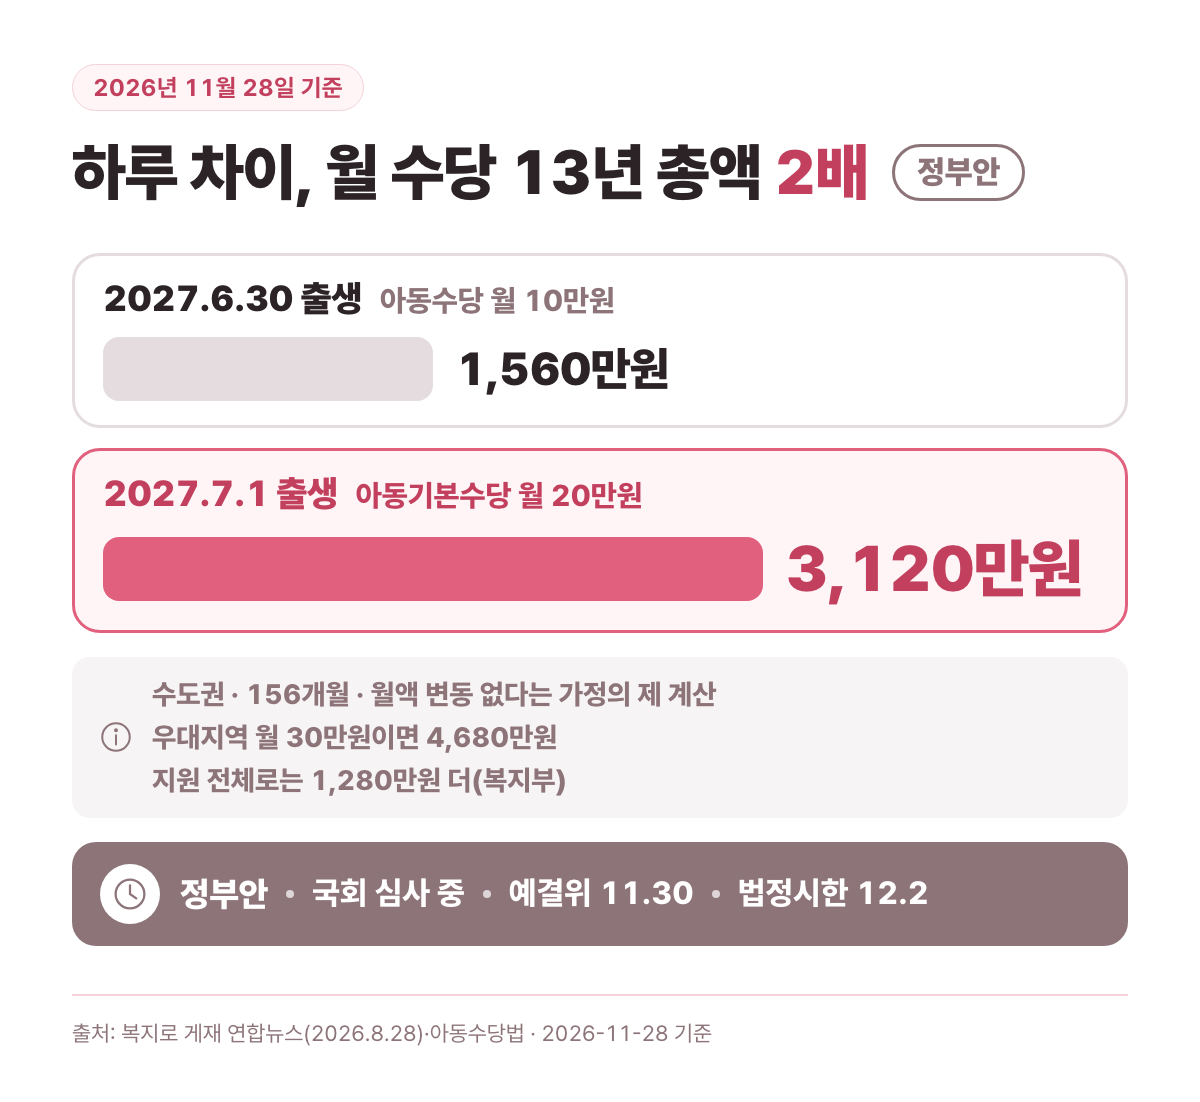 2026년 11월 28일 기준
하루 차이, 월 수당 13년 총액 2배 정부안
2027.6.30 출생 아동수당 월 10만원
1,560만원
2027.7.1 출생 아동기본수당 월 20만원
3,120만원
수도권 · 156개월 · 월액 변동 없다는 가정의 제 계산
우대지역 월 30만원이면 4,680만원
지원 전체로는 1,280만원 더(복지부)
정부안 • 국회 심사 중 • 예결위 11.30 • 법정시한 12.2
출처: 복지로 게재 연합뉴스(2026.8.28)·아동수당법 · 2026-11-28 기준